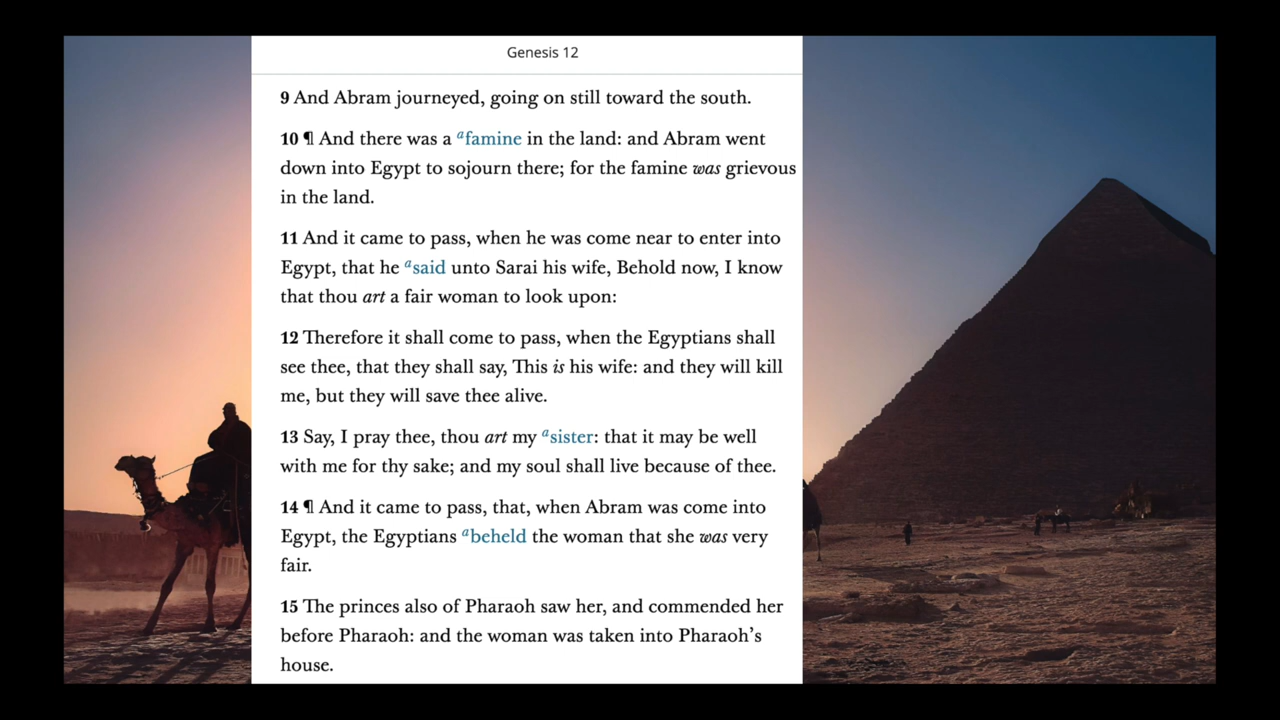 Genesis 12
9 And Abram journeyed, going on still toward the south.
10 ¶ And there was a ᵃfamine in the land: and Abram went
down into Egypt to sojourn there; for the famine was grievous
in the land.
11 And it came to pass, when he was come near to enter into
Egypt, that he ᵃsaid unto Sarai his wife, Behold now, I know
that thou art a fair woman to look upon:
12 Therefore it shall come to pass, when the Egyptians shall
see thee, that they shall say, This is his wife: and they will kill
me, but they will save thee alive.
13 Say, I pray thee, thou art my ᵃsister: that it may be well
with me for thy sake; and my soul shall live because of thee.
14 ¶ And it came to pass, that, when Abram was come into
Egypt, the Egyptians ᵃbeheld the woman that she was very
fair.
15 The princes also of Pharaoh saw her, and commended her
before Pharaoh: and the woman was taken into Pharaoh’s
house.